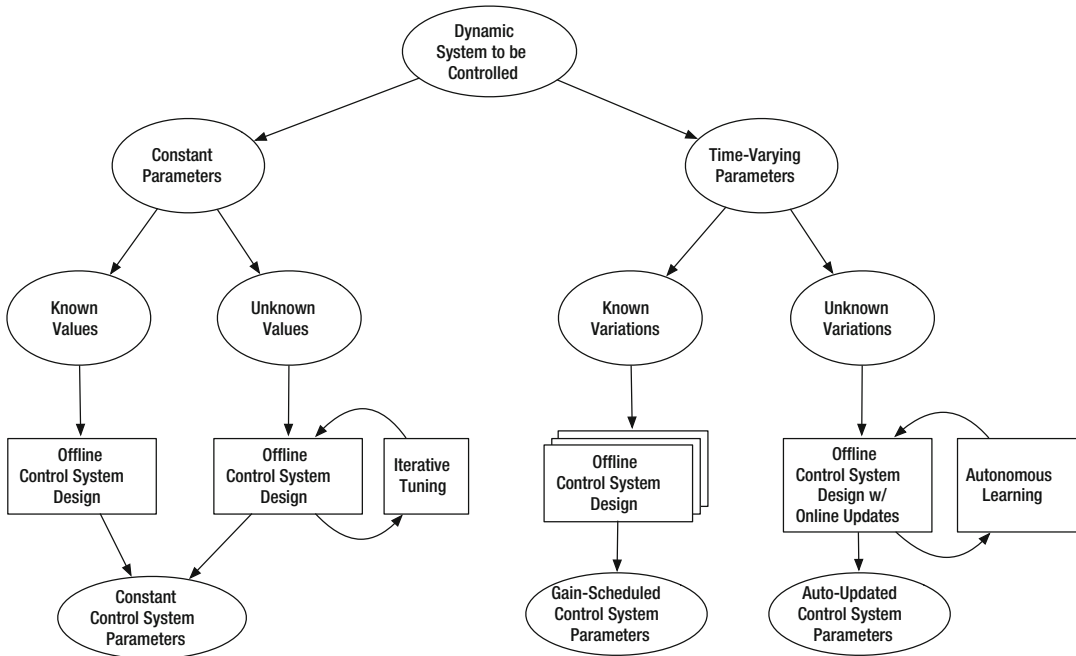 Dynamic
System to be
Controlled
Constant
Parameters
Time-Varying
Parameters
Known
Values
Unknown
Values
Known
Variations
Unknown
Variations
Offline
Control System
Design
Offline
Control System
Design
Iterative
Tuning
Offline
Control System
Design
Offline
Control System
Design w/
Online Updates
Autonomous
Learning
Constant
Control System
Parameters
Gain-Scheduled
Control System
Parameters
Auto-Updated
Control System
Parameters